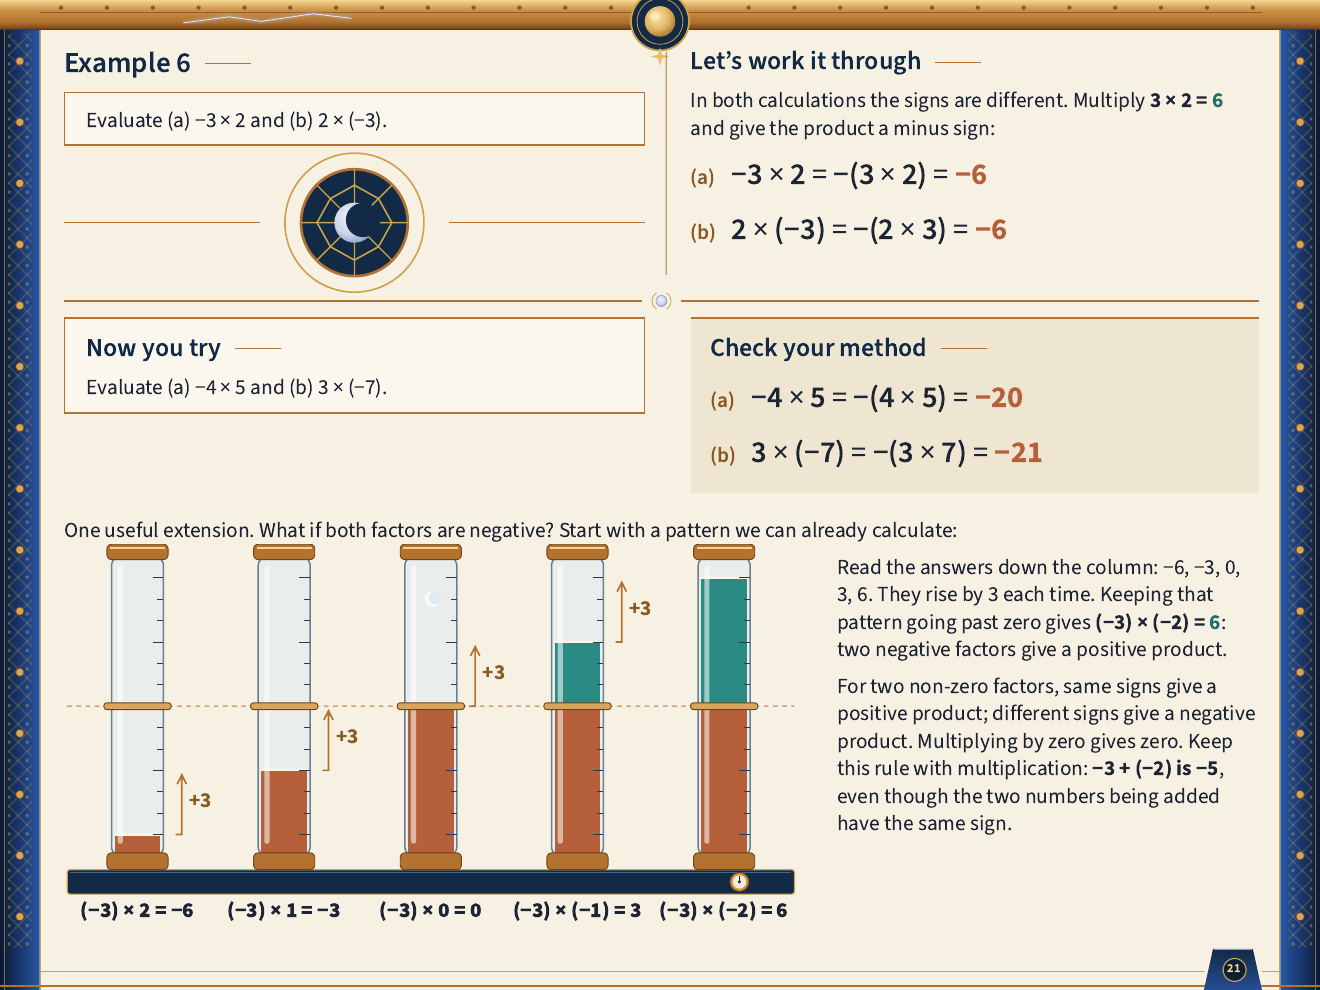 Example 6
Evaluate (a) −3 × 2 and (b) 2 × (−3).
Let’s work it through
In both calculations the signs are different. Multiply 3 × 2 = 6
and give the product a minus sign:
(a) −3 × 2 = −(3 × 2) = −6
(b) 2 × (−3) = −(2 × 3) = −6
Now you try
Evaluate (a) −4 × 5 and (b) 3 × (−7).
Check your method
(a) −4 × 5 = −(4 × 5) = −20
(b) 3 × (−7) = −(3 × 7) = −21
One useful extension. What if both factors are negative? Start with a pattern we can already calculate:
+3
+3
+3
+3
(−3) × 2 = −6
(−3) × 1 = −3
(−3) × 0 = 0
(−3) × (−1) = 3
(−3) × (−2) = 6
Read the answers down the column: −6, −3, 0,
3, 6. They rise by 3 each time. Keeping that
pattern going past zero gives (−3) × (−2) = 6:
two negative factors give a positive product.
For two non-zero factors, same signs give a
positive product; different signs give a negative
product. Multiplying by zero gives zero. Keep
this rule with multiplication: −3 + (−2) is −5,
even though the two numbers being added
have the same sign.
21